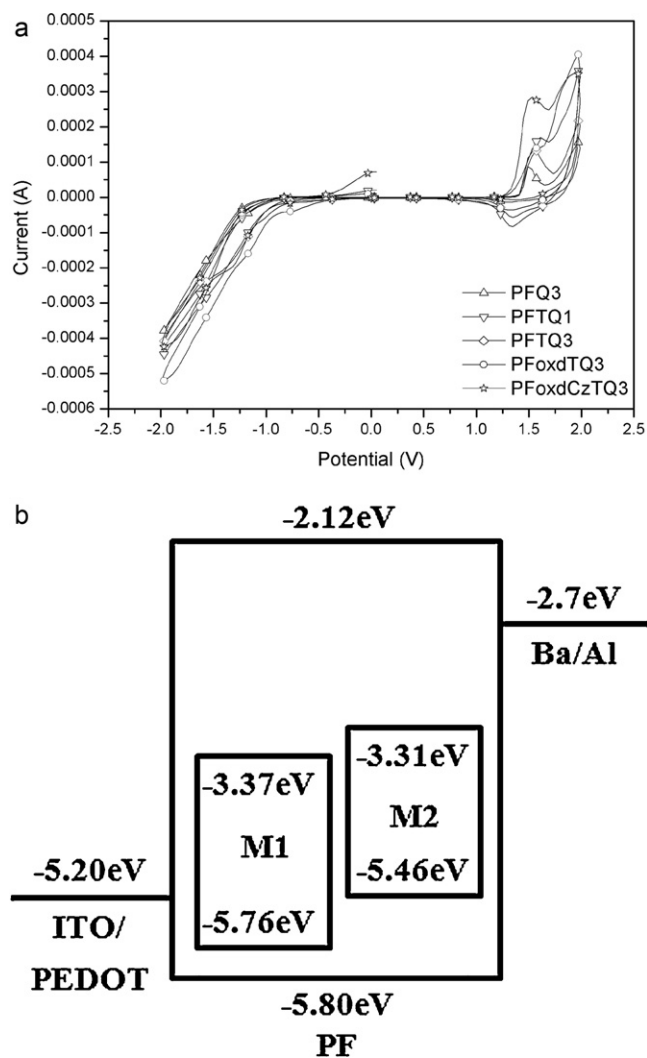 a
0.0005
0.0004
0.0003
0.0002
0.0001
0.0000
-0.0001
-0.0002
-0.0003
-0.0004
-0.0005
-0.0006
Current (A)
PFQ3
PFTQ1
PFTQ3
PFoxdTQ3
PFoxdCzTQ3
-2.5 -2.0 -1.5 -1.0 -0.5 0.0 0.5 1.0 1.5 2.0 2.5
Potential (V)
b
-2.12eV
-2.7eV
Ba/Al
-3.37eV
M1
-5.76eV
-3.31eV
M2
-5.46eV
-5.20eV
ITO/
PEDOT
-5.80eV
PF